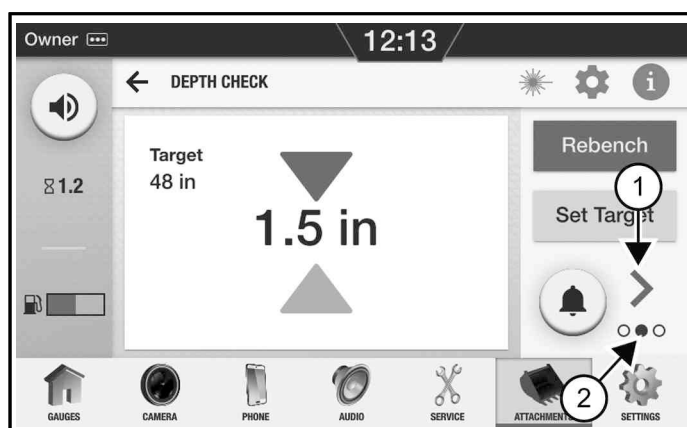 Owner
12:13
DEPTH CHECK
i
Rebench
Target
48 in
1
1.2
Set Target
1.5 in
2
GAUGES
CAMERA
PHONE
AUDIO
SERVICE
ATTACHMENTS
SETTINGS